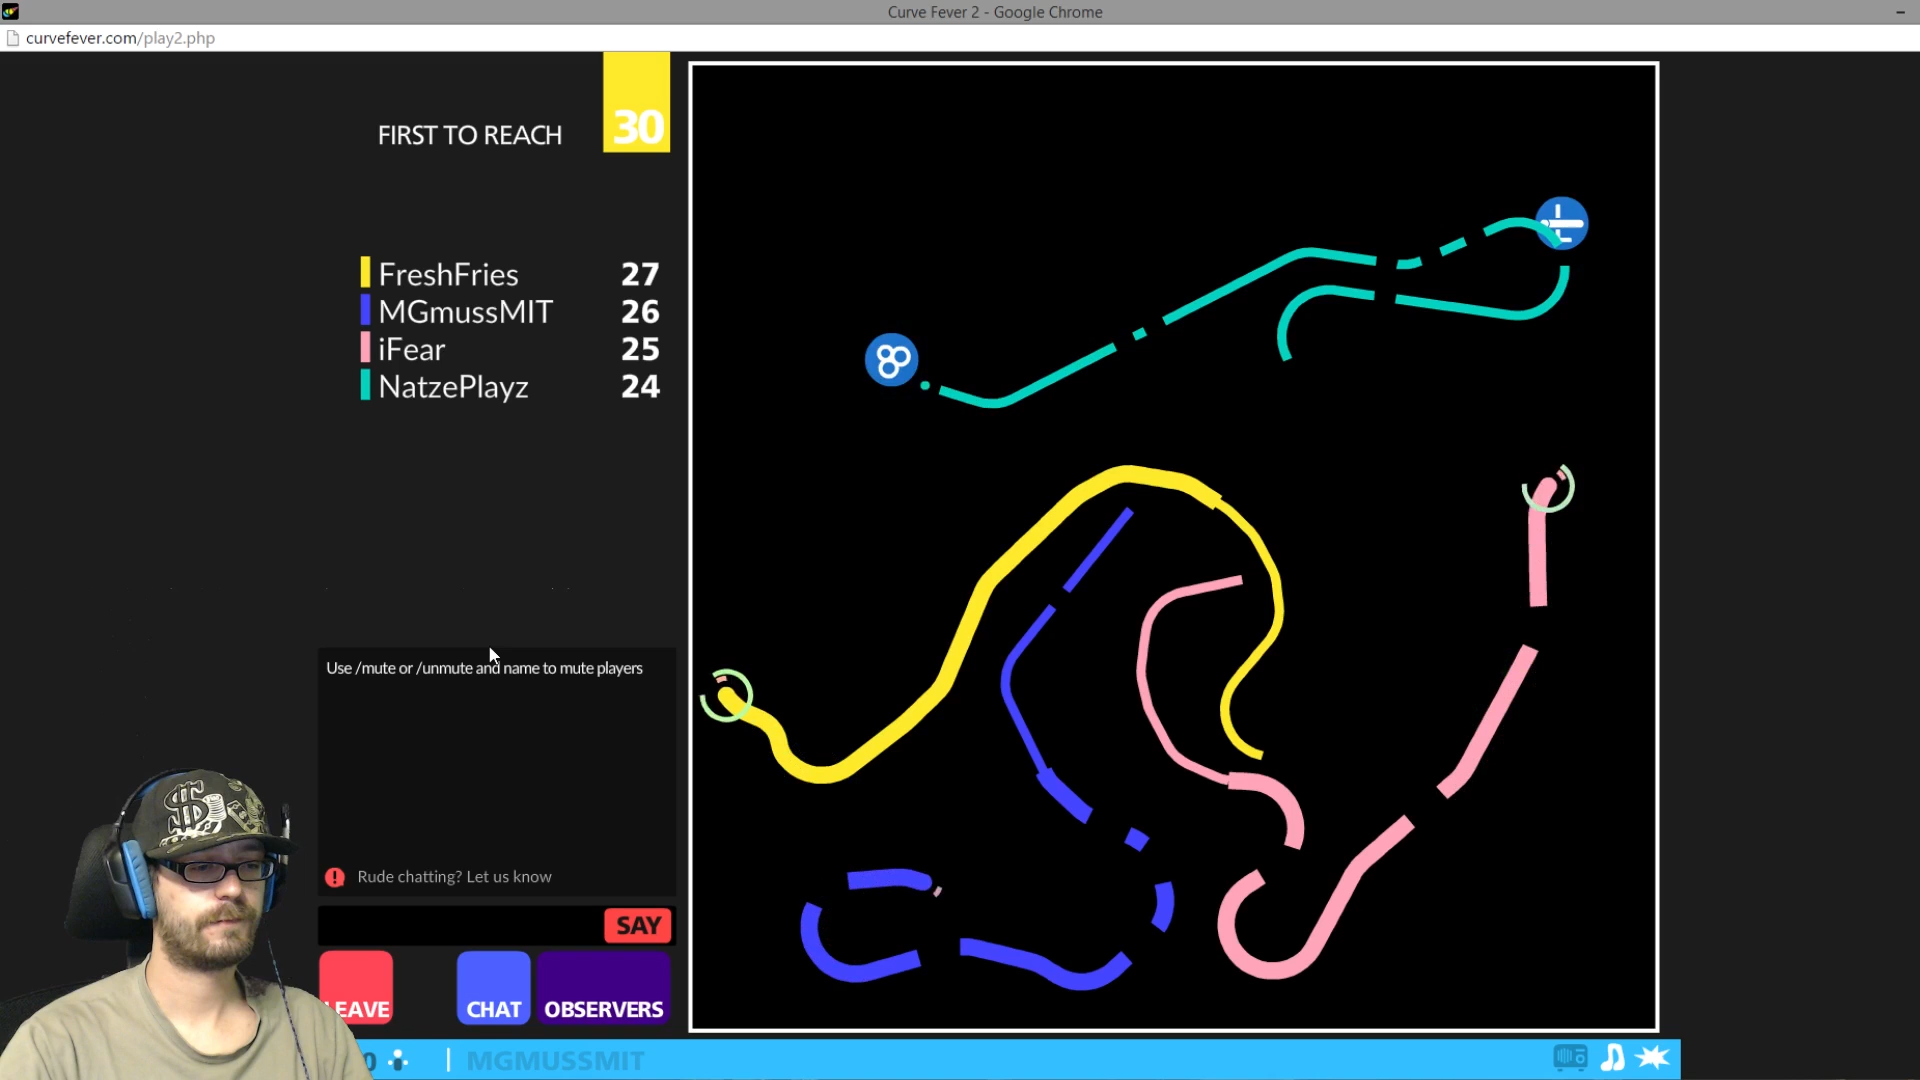 Curve Fever 2 - Google Chrome
curvefever.com/play2.php
FIRST TO REACH 30
FreshFries 27
MGmussMIT 26
iFear 25
NatzePlayz 24
Use /mute or /unmute and name to mute players
Rude chatting? Let us know
SAY
LEAVE CHAT OBSERVERS
0 | MGMUSSMIT